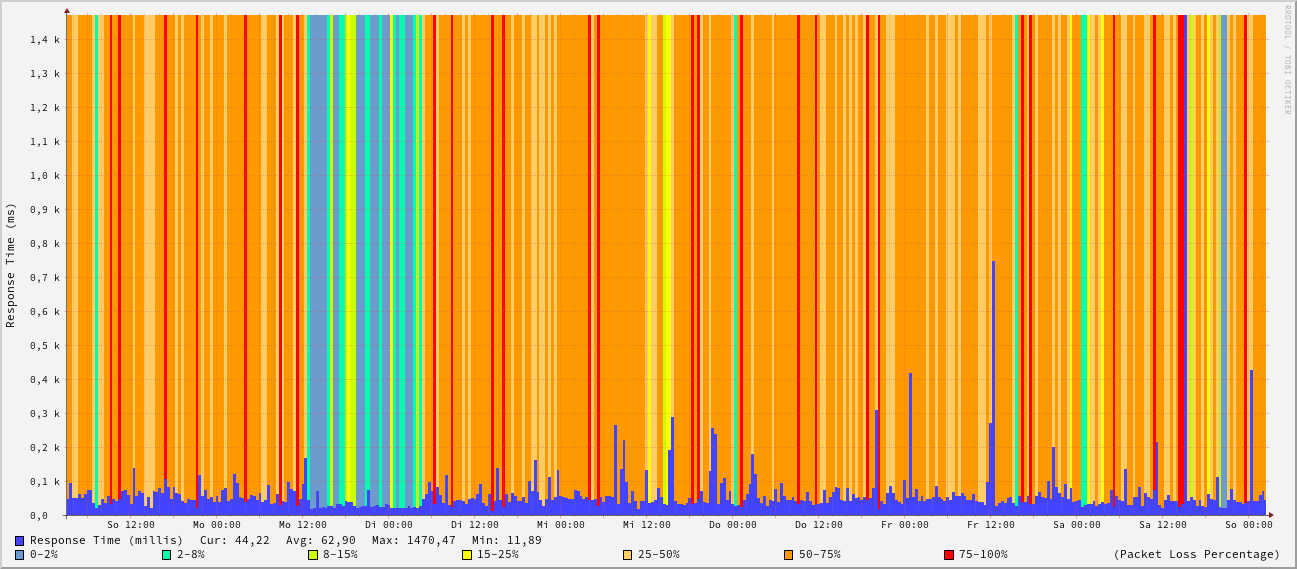 RRDTOOL / TOBI OETIKER
Response Time (ms)
1,4 k
1,3 k
1,2 k
1,1 k
1,0 k
0,9 k
0,8 k
0,7 k
0,6 k
0,5 k
0,4 k
0,3 k
0,2 k
0,1 k
0,0
So 12:00 Mo 00:00 Mo 12:00 Di 00:00 Di 12:00 Mi 00:00 Mi 12:00 Do 00:00 Do 12:00 Fr 00:00 Fr 12:00 Sa 00:00 Sa 12:00 So 00:00
Response Time (millis) Cur: 44,22 Avg: 62,90 Max: 1470,47 Min: 11,89
0-2% 2-8% 8-15% 15-25% 25-50% 50-75% 75-100% (Packet Loss Percentage)